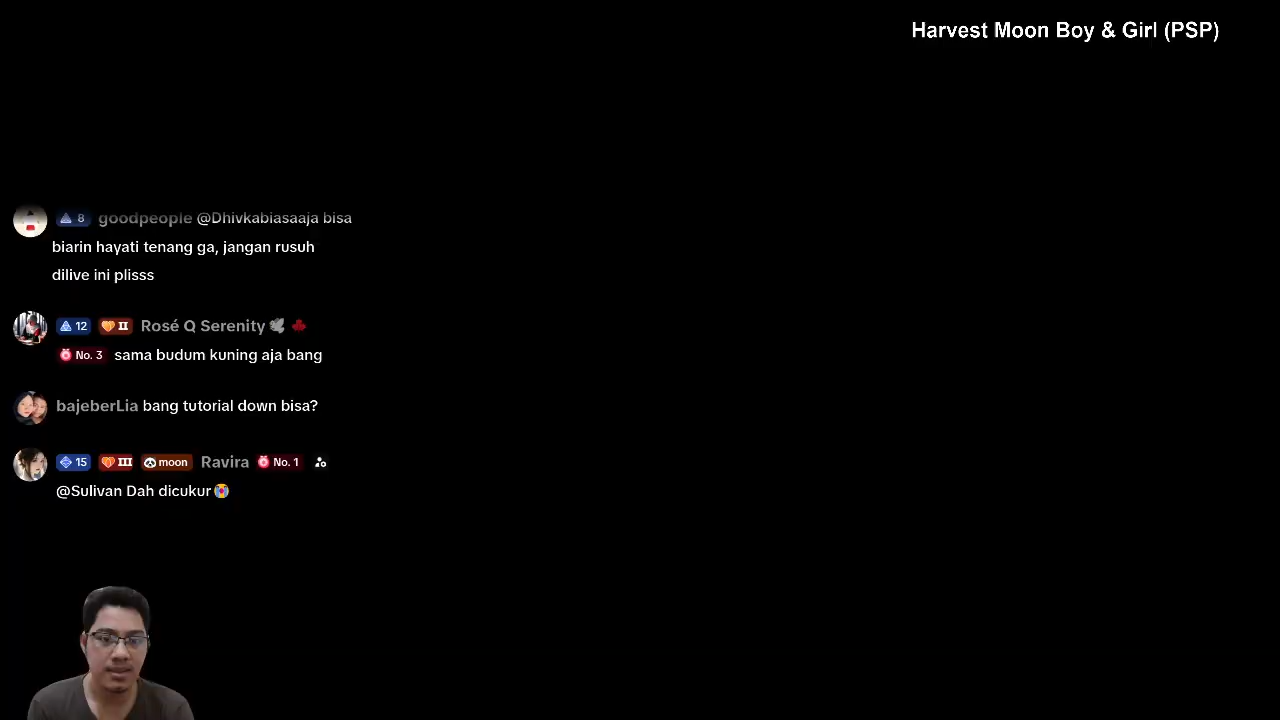 Harvest Moon Boy & Girl (PSP)
8 goodpeople @Dhivkabiasaaja bisa
biarin hayati tenang ga, jangan rusuh
dilive ini plisss
12 II Rosé Q Serenity 🕊️ ♣️
No. 3 sama budum kuning aja bang
bajeberLia bang tutorial down bisa?
15 III moon Ravira No. 1
@Sulivan Dah dicukur😭